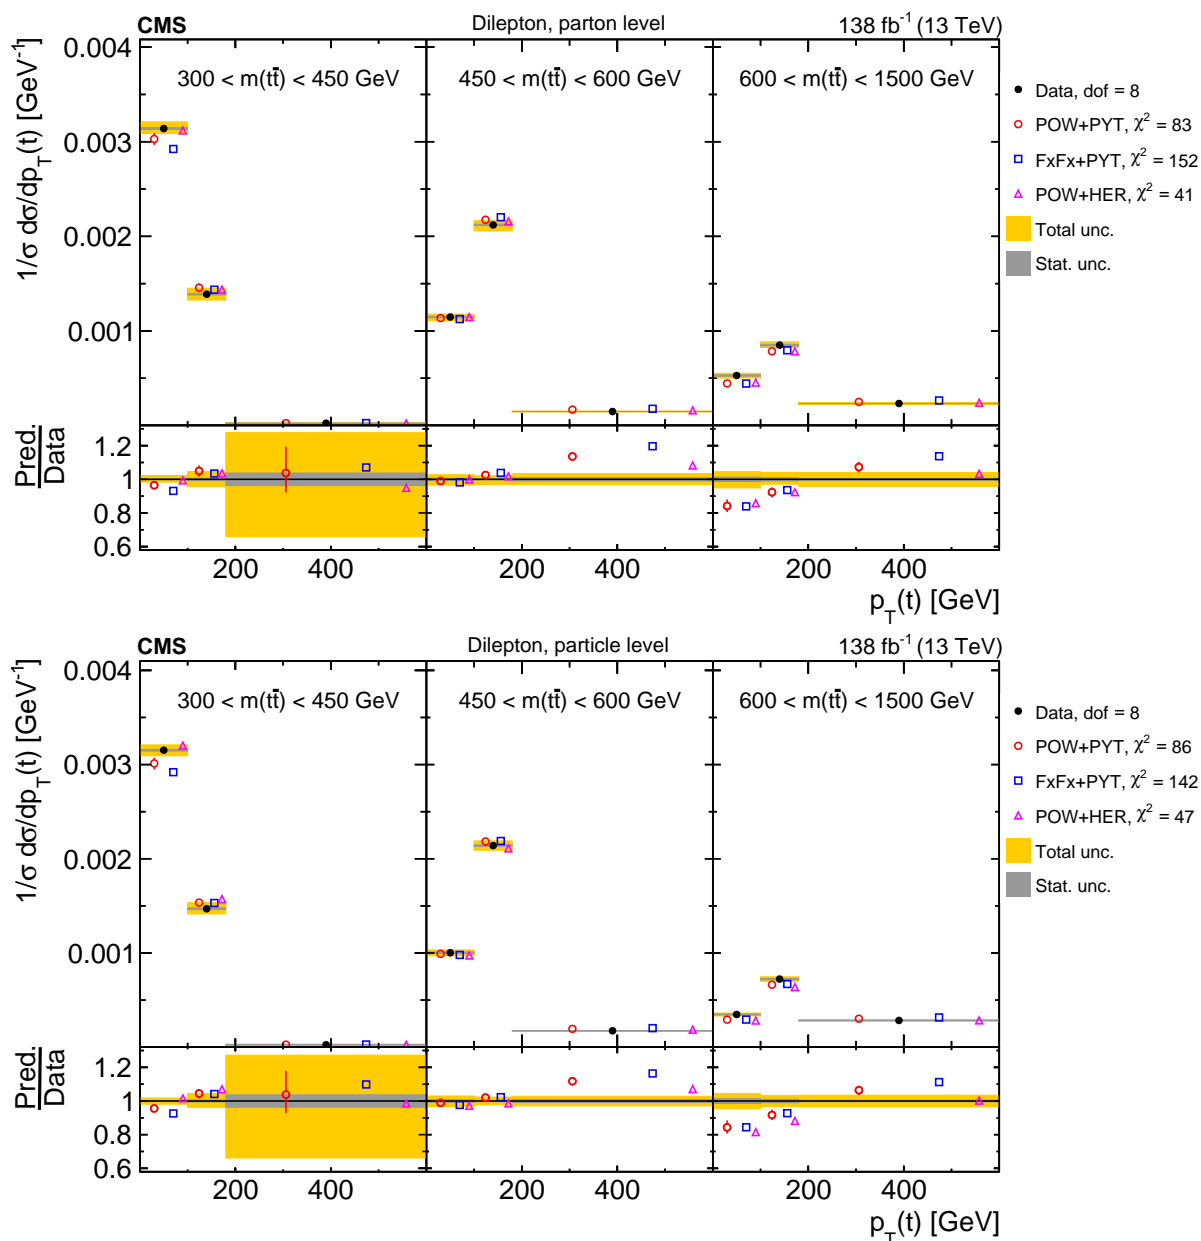 CMS Dilepton, parton level 138 fb⁻¹ (13 TeV)
1/σ dσ/dp_T(t) [GeV⁻¹]
0.004
0.003
0.002
0.001
300 < m(tt̄) < 450 GeV
450 < m(tt̄) < 600 GeV
600 < m(tt̄) < 1500 GeV
Data, dof = 8
POW+PYT, χ² = 83
FxFx+PYT, χ² = 152
POW+HER, χ² = 41
Total unc.
Stat. unc.
Pred.
Data
1.2
1
0.8
0.6
200 400 200 400 200 400
p_T(t) [GeV]
CMS Dilepton, particle level 138 fb⁻¹ (13 TeV)
1/σ dσ/dp_T(t) [GeV⁻¹]
0.004
0.003
0.002
0.001
300 < m(tt̄) < 450 GeV
450 < m(tt̄) < 600 GeV
600 < m(tt̄) < 1500 GeV
Data, dof = 8
POW+PYT, χ² = 86
FxFx+PYT, χ² = 142
POW+HER, χ² = 47
Total unc.
Stat. unc.
Pred.
Data
1.2
1
0.8
0.6
200 400 200 400 200 400
p_T(t) [GeV]